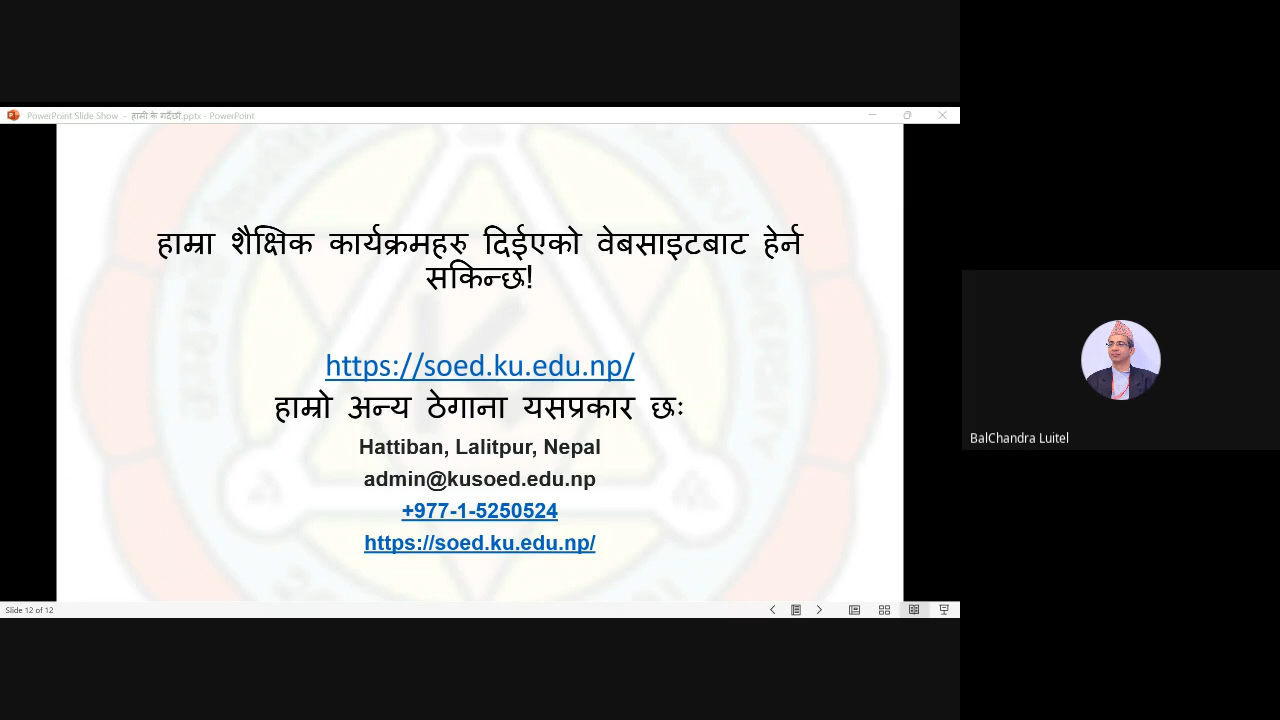 PowerPoint Slide Show - हामी के गर्दैछौं.pptx - PowerPoint
हाम्रा शैक्षिक कार्यक्रमहरु दिईएको वेबसाइटबाट हेर्न
सकिन्छ!
https://soed.ku.edu.np/
हाम्रो अन्य ठेगाना यसप्रकार छः
Hattiban, Lalitpur, Nepal
admin@kusoed.edu.np
+977-1-5250524
https://soed.ku.edu.np/
BalChandra Luitel
Slide 12 of 12